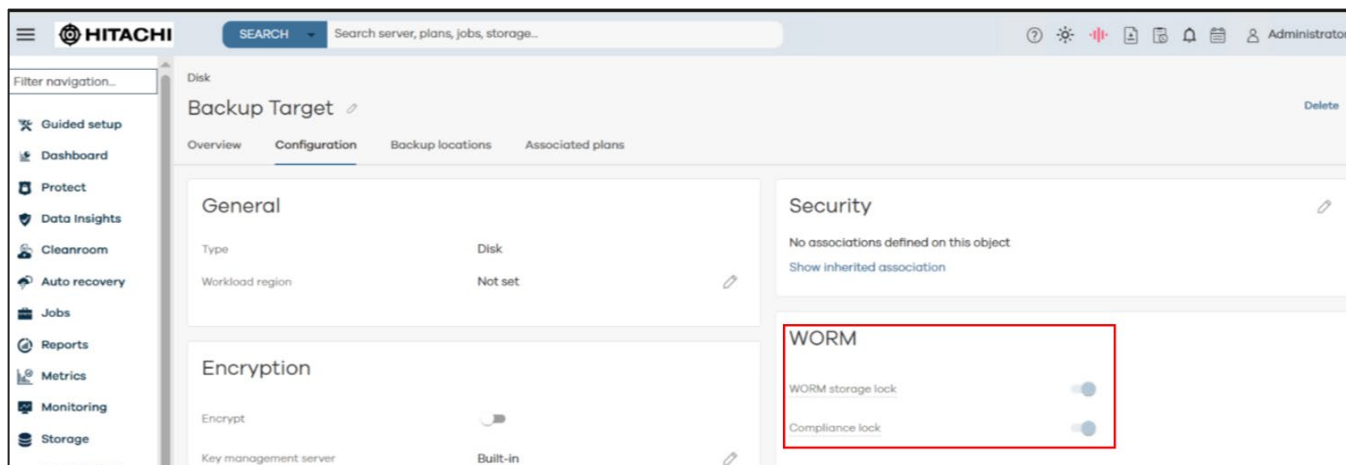 HITACHI
SEARCH
Search server, plans, jobs, storage...
Administrator
Filter navigation...
Guided setup
Dashboard
Protect
Data Insights
Cleanroom
Auto recovery
Jobs
Reports
Metrics
Monitoring
Storage
Disk
Backup Target
Delete
Overview Configuration Backup locations Associated plans
General
Type Disk
Workload region Not set
Encryption
Encrypt
Key management server Built-in
Security
No associations defined on this object
Show inherited association
WORM
WORM storage lock
Compliance lock